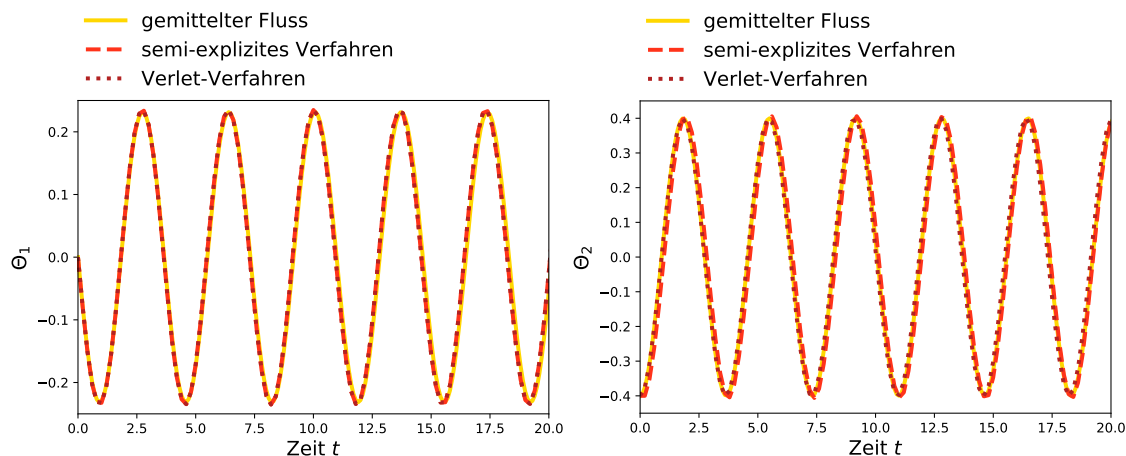 gemittelter Fluss
semi-explizites Verfahren
Verlet-Verfahren
0.2
0.1
0.0
−0.1
−0.2
Θ₁
0.0 2.5 5.0 7.5 10.0 12.5 15.0 17.5 20.0
Zeit t
gemittelter Fluss
semi-explizites Verfahren
Verlet-Verfahren
0.4
0.3
0.2
0.1
0.0
−0.1
−0.2
−0.3
−0.4
Θ₂
0.0 2.5 5.0 7.5 10.0 12.5 15.0 17.5 20.0
Zeit t